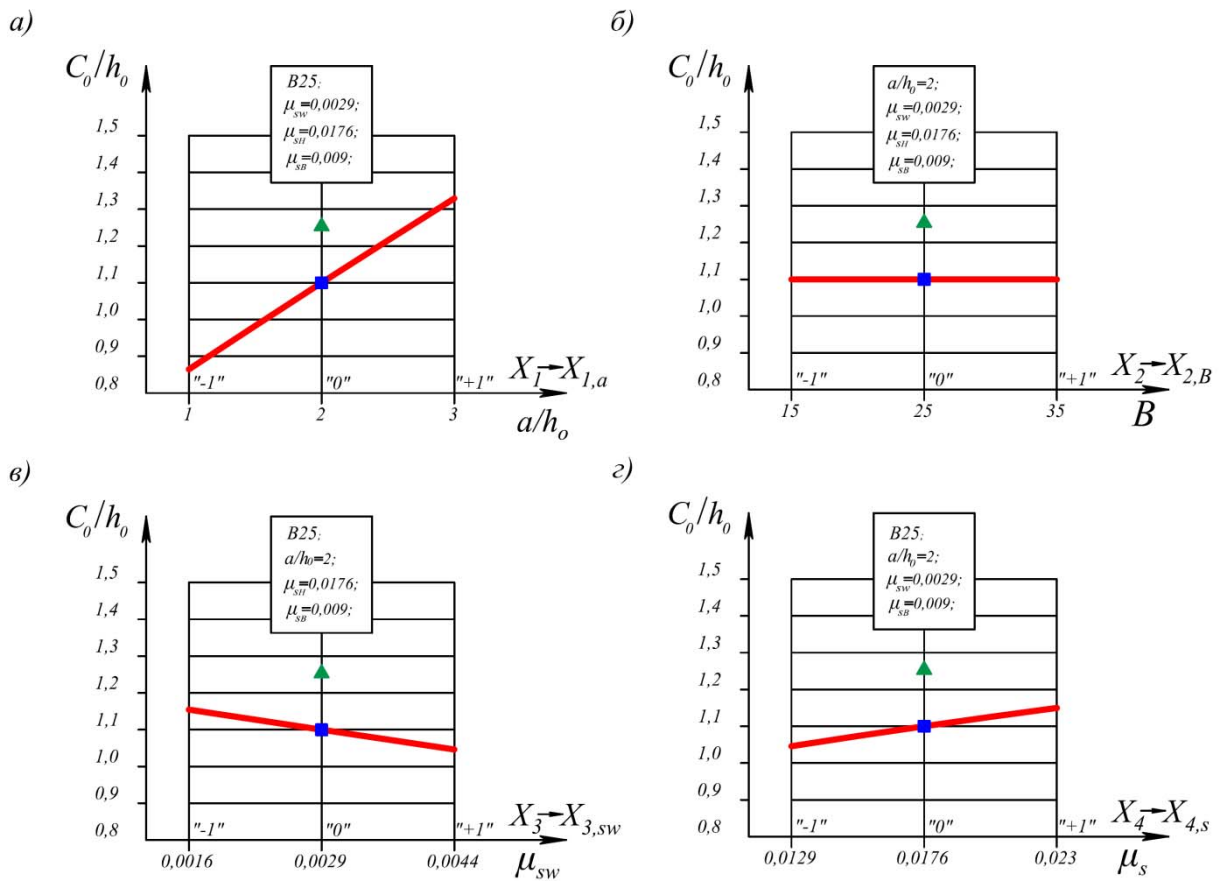 а)
C₀/h₀
B25:
μsw=0,0029;
μsН=0,0176;
μsВ=0,009;
1,5
1,4
1,3
1,2
1,1
1,0
0,9
0,8
"-1" "0" "+1"
X₁→X₁,a
1 2 3
a/hₒ
б)
C₀/h₀
a/h₀=2;
μsw=0,0029;
μsН=0,0176;
μsВ=0,009;
1,5
1,4
1,3
1,2
1,1
1,0
0,9
0,8
"-1" "0" "+1"
X₂→X₂,B
15 25 35
B
в)
C₀/h₀
B25:
a/h₀=2;
μsН=0,0176;
μsВ=0,009;
1,5
1,4
1,3
1,2
1,1
1,0
0,9
0,8
"-1" "0" "+1"
X₃→X₃,sw
0,0016 0,0029 0,0044
μsw
г)
C₀/h₀
B25:
a/h₀=2;
μsw=0,0029;
μsВ=0,009;
1,5
1,4
1,3
1,2
1,1
1,0
0,9
0,8
"-1" "0" "+1"
X₄→X₄,s
0,0129 0,0176 0,023
μs